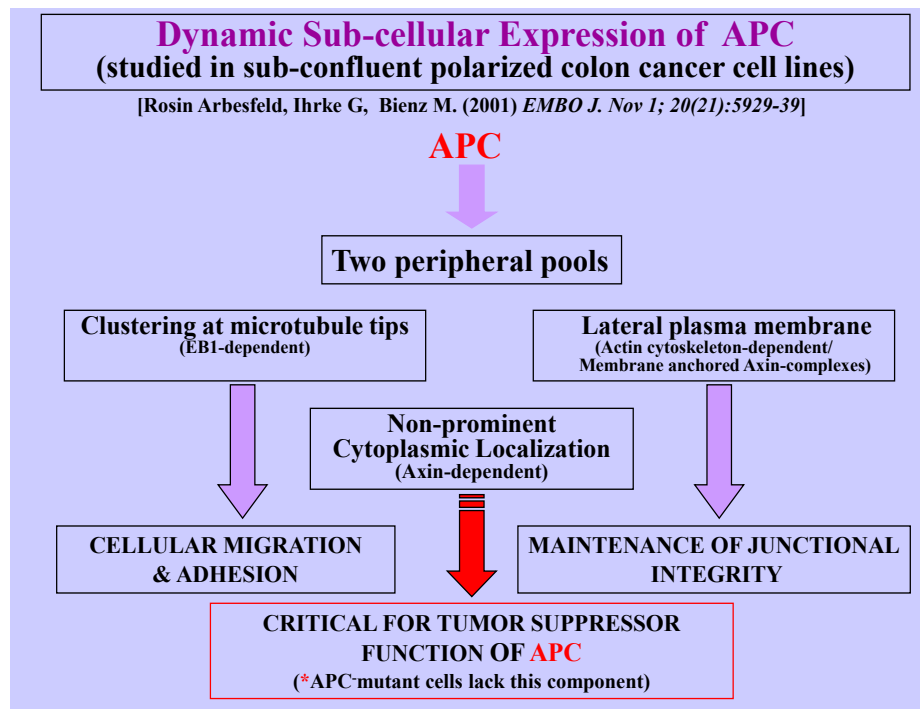 Dynamic Sub-cellular Expression of APC
(studied in sub-confluent polarized colon cancer cell lines)
[Rosin Arbesfeld, Ihrke G, Bienz M. (2001) EMBO J. Nov 1; 20(21):5929-39]
APC
Two peripheral pools
Clustering at microtubule tips
(EB1-dependent)
Lateral plasma membrane
(Actin cytoskeleton-dependent/
Membrane anchored Axin-complexes)
Non-prominent
Cytoplasmic Localization
(Axin-dependent)
CELLULAR MIGRATION
& ADHESION
MAINTENANCE OF JUNCTIONAL
INTEGRITY
CRITICAL FOR TUMOR SUPPRESSOR
FUNCTION OF APC
(*APC-mutant cells lack this component)